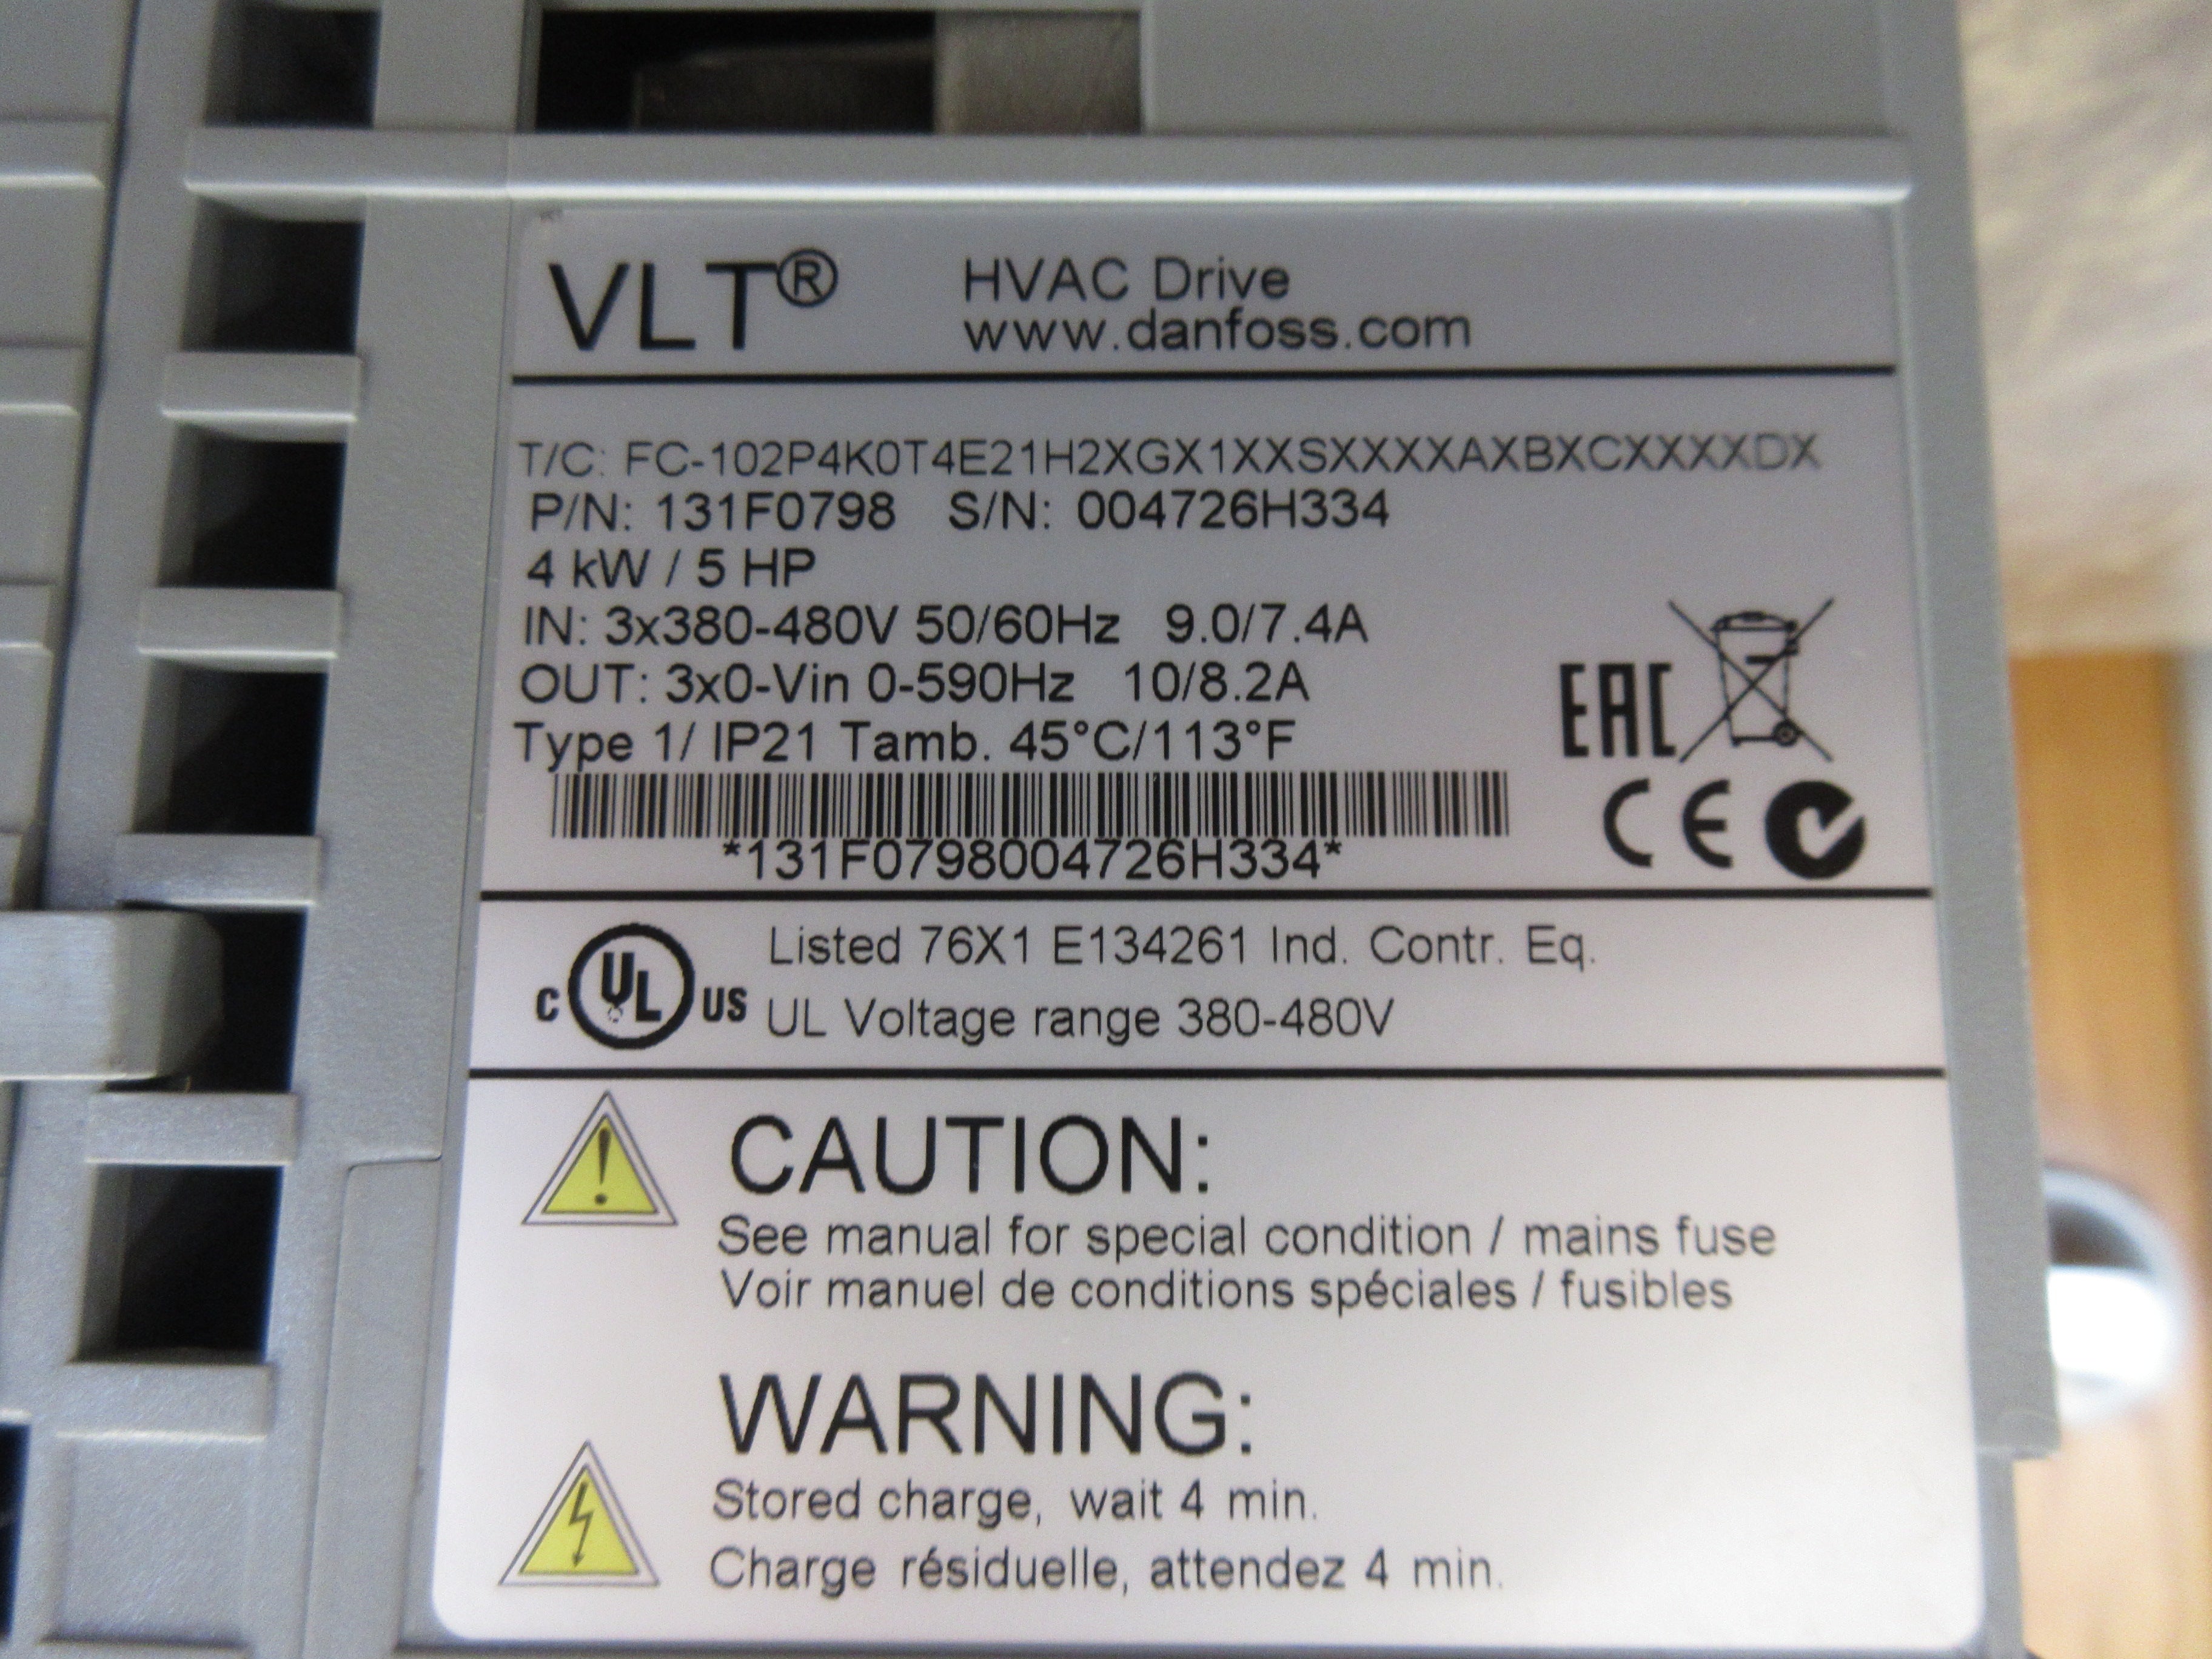 VLT® HVAC Drive
www.danfoss.com
T/C: FC-102P4K0T4E21H2XGX1XXSXXXXAXBXCXXXXDX
P/N: 131F0798 S/N: 004726H334
4 kW / 5 HP
IN: 3x380-480V 50/60Hz 9.0/7.4A
OUT: 3x0-Vin 0-590Hz 10/8.2A
Type 1/ IP21 Tamb. 45°C/113°F
*131F0798004726H334*
EAC
CE
C UL US
Listed 76X1 E134261 Ind. Contr. Eq.
UL Voltage range 380-480V
CAUTION:
See manual for special condition / mains fuse
Voir manuel de conditions spéciales / fusibles
WARNING:
Stored charge, wait 4 min.
Charge résiduelle, attendez 4 min.